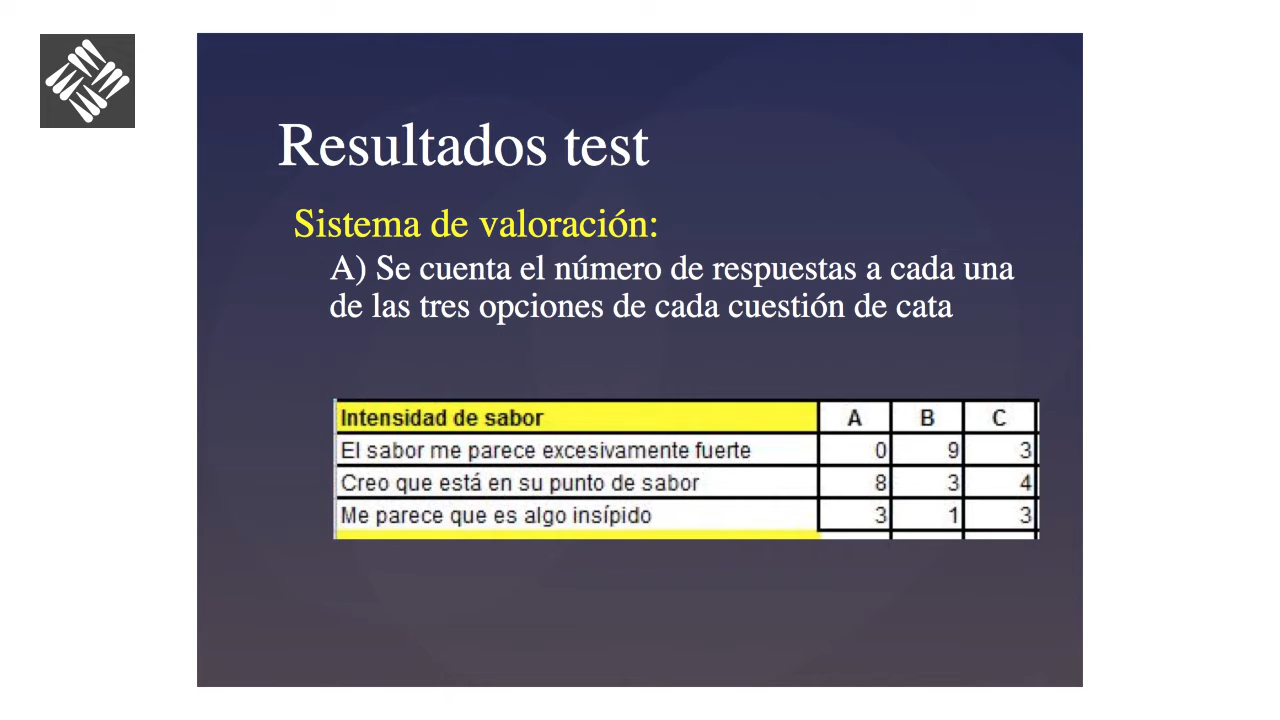 Resultados test
Sistema de valoración:
A) Se cuenta el número de respuestas a cada una
de las tres opciones de cada cuestión de cata
Intensidad de sabor A B C
El sabor me parece excesivamente fuerte 0 9 3
Creo que está en su punto de sabor 8 3 4
Me parece que es algo insípido 3 1 3